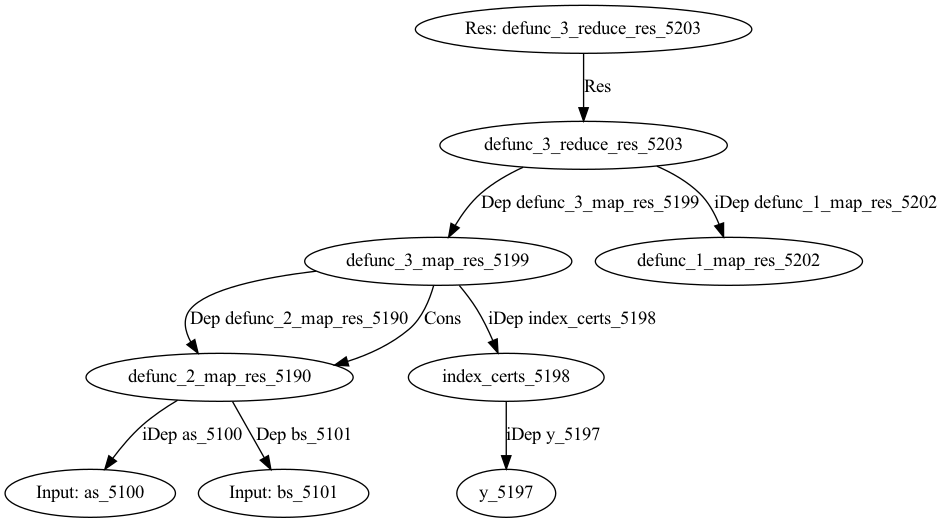 Res: defunc_3_reduce_res_5203
Res
defunc_3_reduce_res_5203
Dep defunc_3_map_res_5199
iDep defunc_1_map_res_5202
defunc_3_map_res_5199
defunc_1_map_res_5202
Dep defunc_2_map_res_5190
Cons
iDep index_certs_5198
defunc_2_map_res_5190
index_certs_5198
iDep as_5100
Dep bs_5101
iDep y_5197
Input: as_5100
Input: bs_5101
y_5197